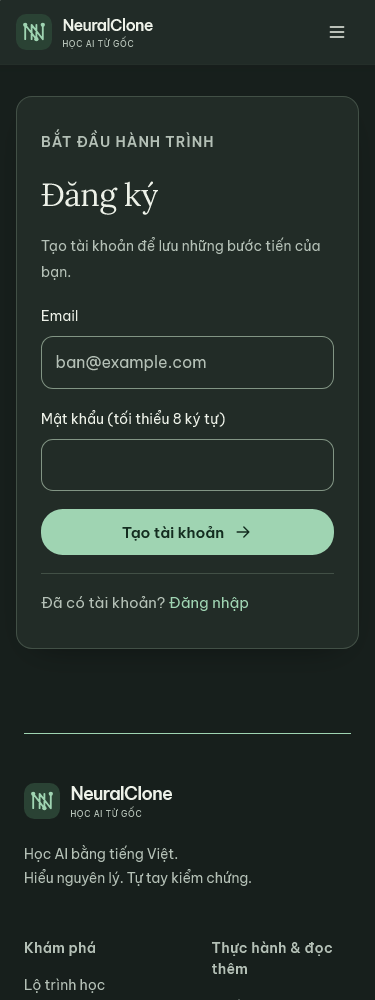 NeuralClone
HỌC AI TỪ GỐC
BẮT ĐẦU HÀNH TRÌNH
Đăng ký
Tạo tài khoản để lưu những bước tiến của
bạn.
Email
ban@example.com
Mật khẩu (tối thiểu 8 ký tự)
Tạo tài khoản →
Đã có tài khoản? Đăng nhập
NeuralClone
HỌC AI TỪ GỐC
Học AI bằng tiếng Việt.
Hiểu nguyên lý. Tự tay kiểm chứng.
Khám phá
Lộ trình học
Thực hành & đọc
thêm